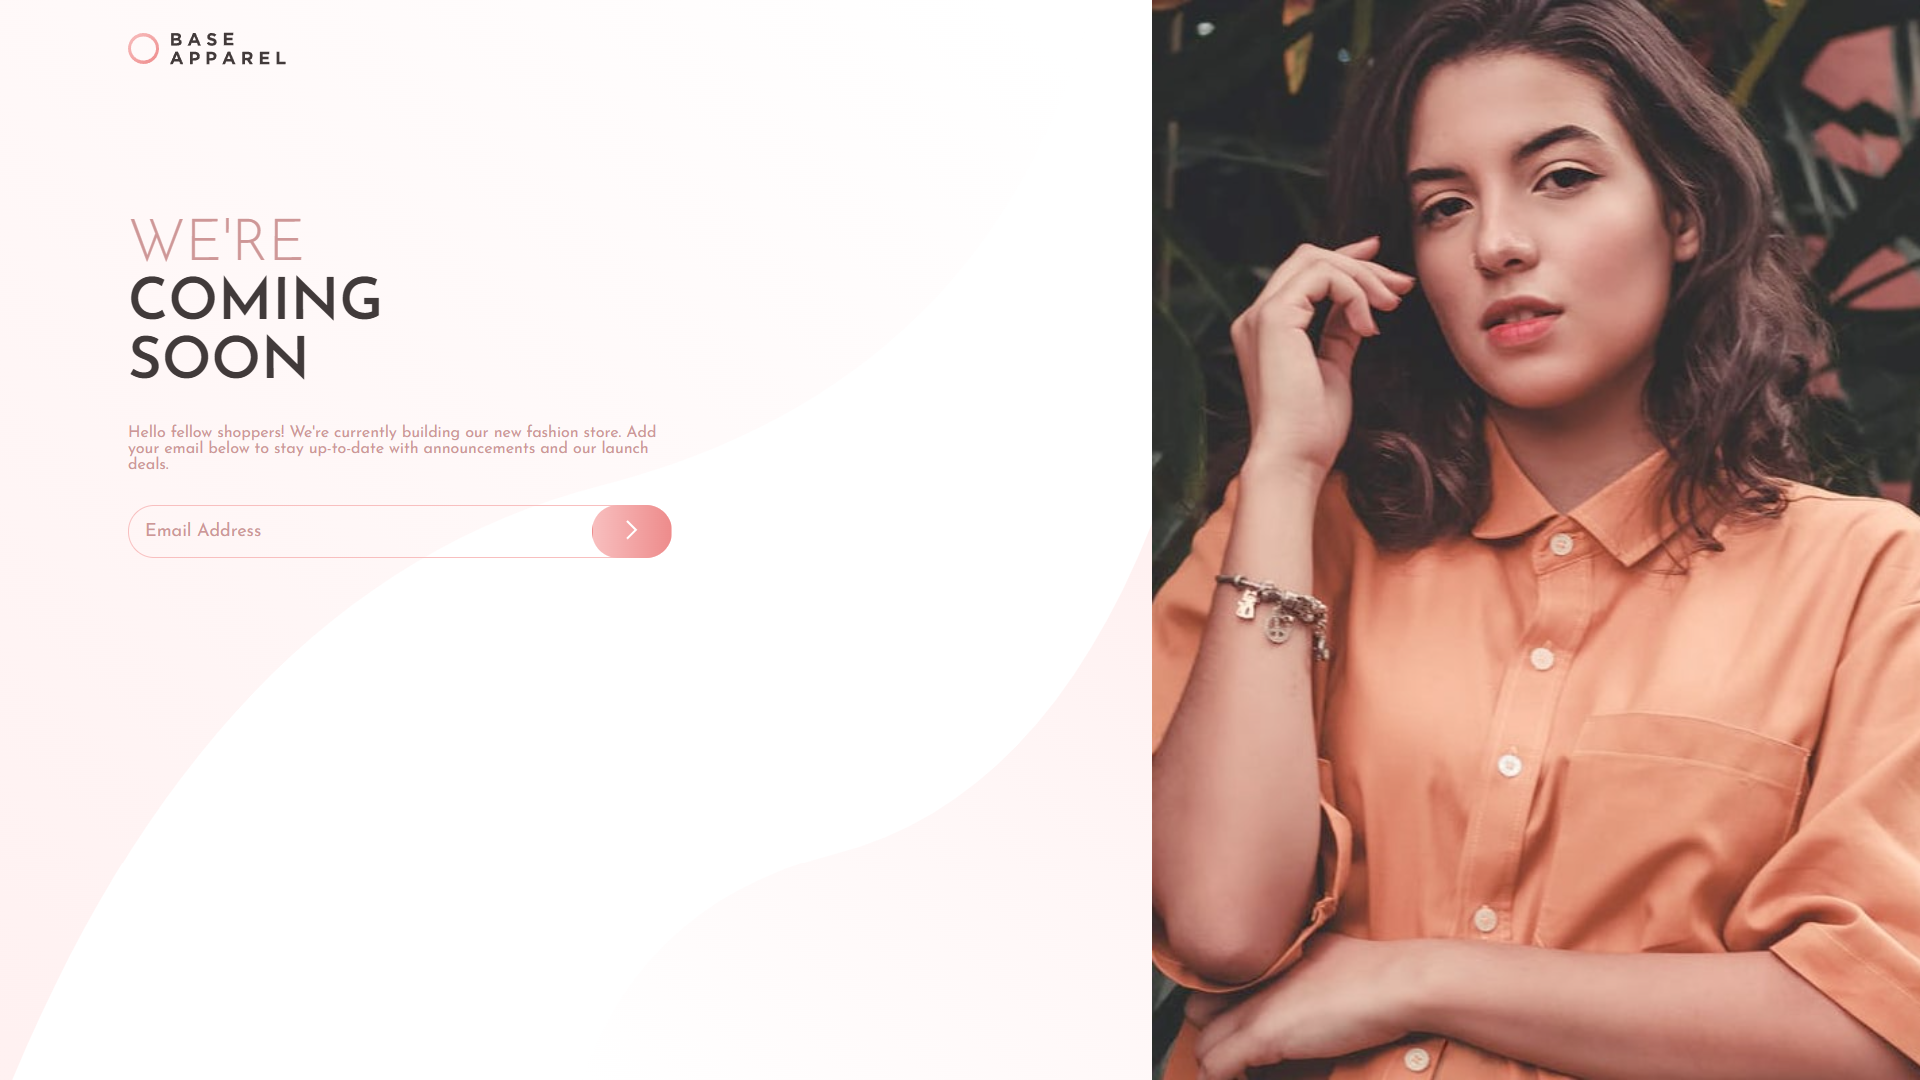 BASE
APPAREL
WE'RE
COMING
SOON
Hello fellow shoppers! We're currently building our new fashion store. Add
your email below to stay up-to-date with announcements and our launch
deals.
Email Address